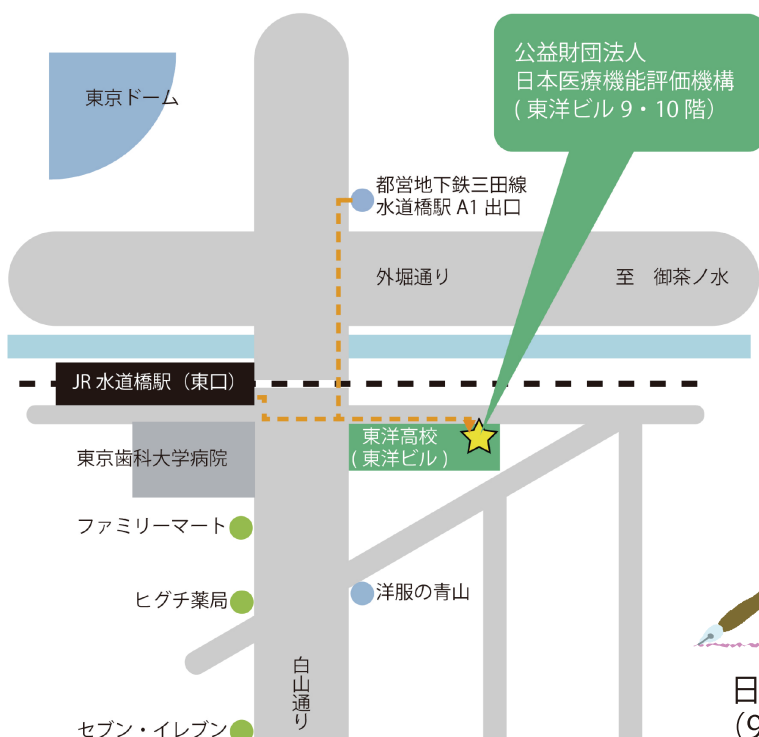 公益財団法人
日本医療機能評価機構
( 東洋ビル 9・10 階）
東京ドーム
都営地下鉄三田線
水道橋駅 A1 出口
外堀通り
至　御茶ノ水
JR 水道橋駅（東口）
東洋高校
( 東洋ビル )
東京歯科大学病院
ファミリーマート
ヒグチ薬局
洋服の青山
白山通り
セブン・イレブン
日
（9